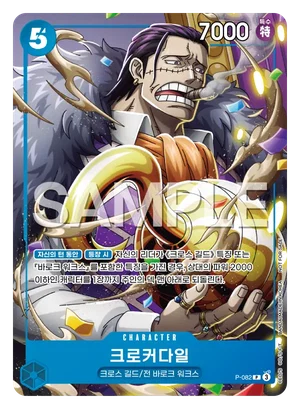 5
7000
특수
特
SAMPLE
자신의 턴 동안 등장 시 자신의 리더가 《크로스 길드》 특징 또는
『바로크 웍스』를 포함한 특징을 가진 경우, 상대의 파워 2000
이하인 캐릭터를 1장까지 주인의 덱 맨 아래로 되돌린다.
CHARACTER
크로커다일
크로스 길드/전 바로크 워크스
P-082 P 3